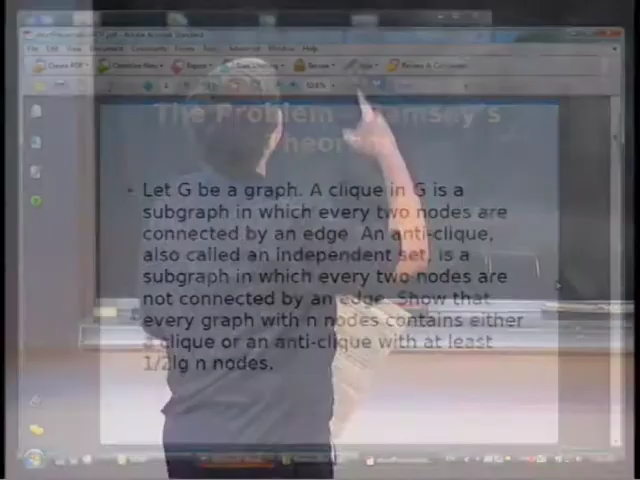 The Problem - Ramsey's
Theorem
• Let G be a graph. A clique in G is a
subgraph in which every two nodes are
connected by an edge. An anti-clique,
also called an independent set, is a
subgraph in which every two nodes are
not connected by an edge. Show that
every graph with n nodes contains either
a clique or an anti-clique with at least
1/2lg n nodes.